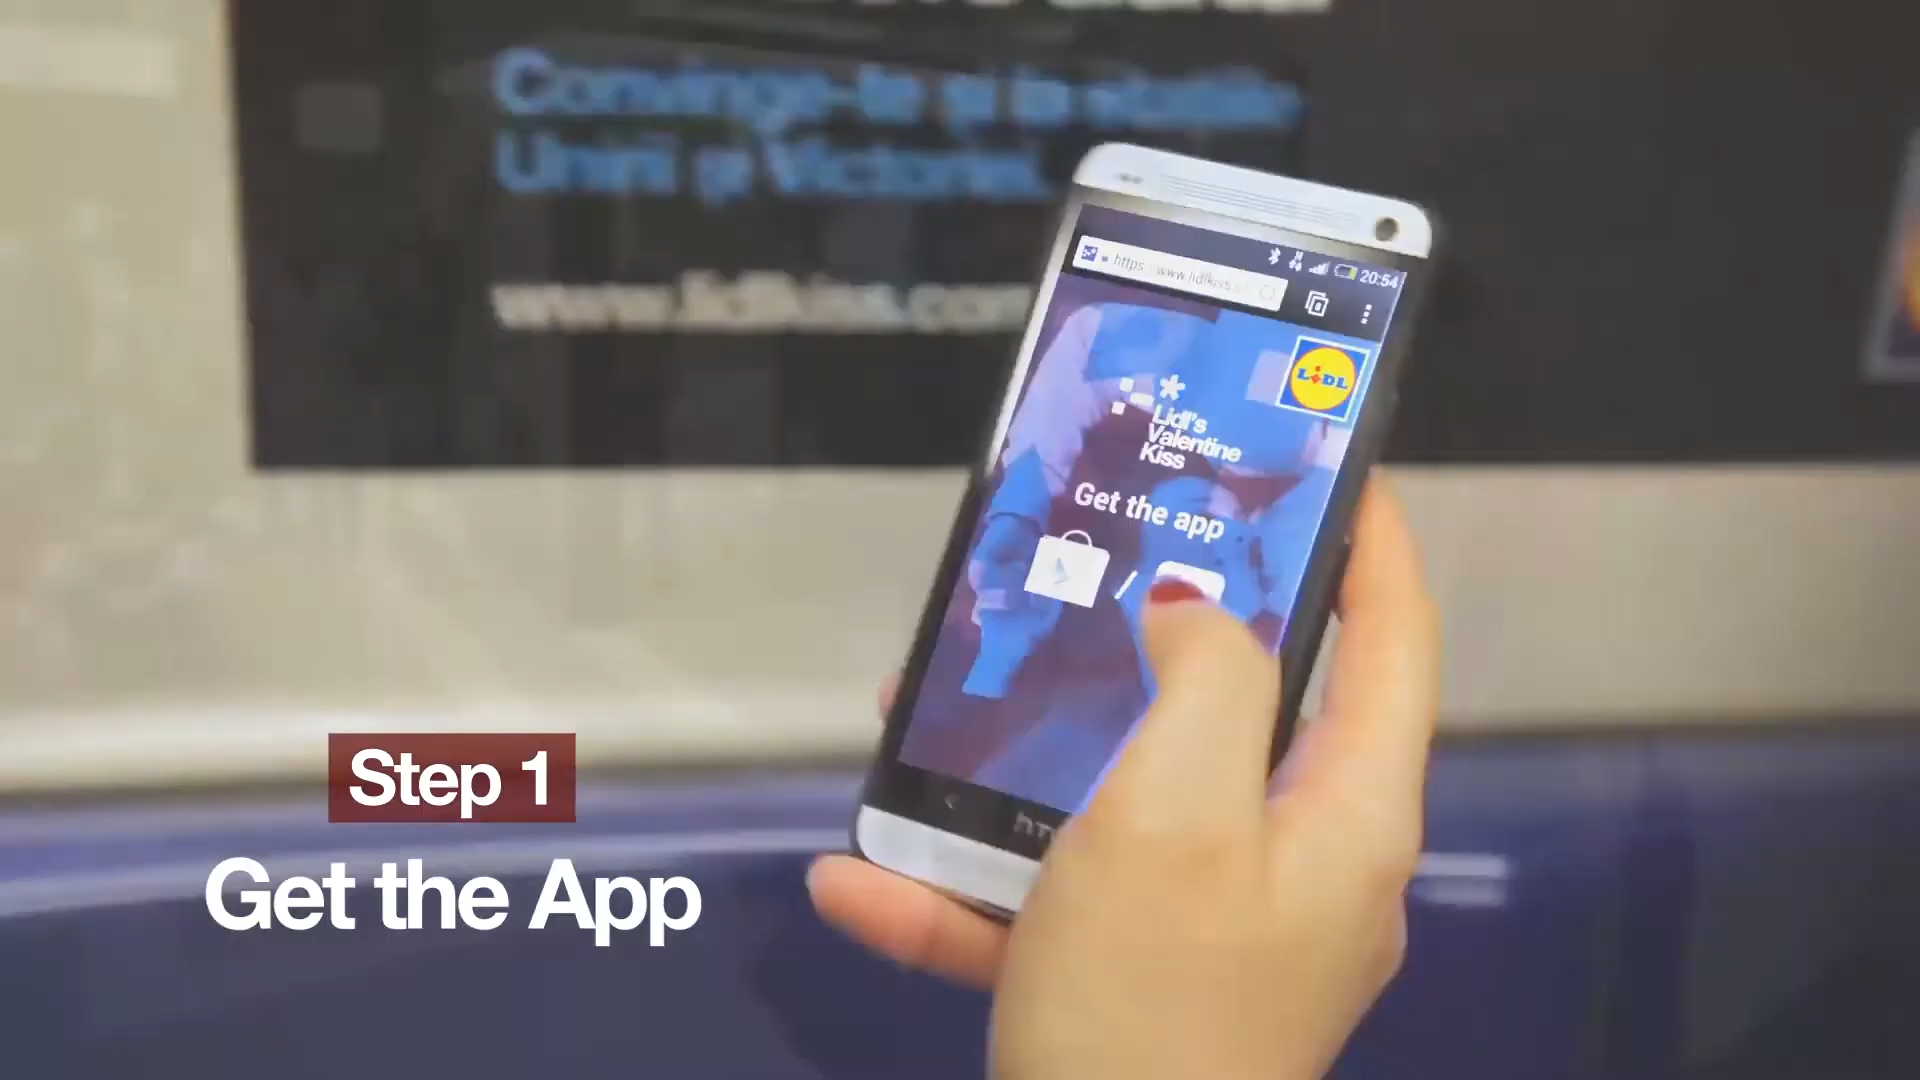 Convinge-te și la stațiile
Unirii și Victoriei.
www.lidlkiss.com
20:54
https://www.lidlkiss.
LiDL
Lidl's
Valentine
Kiss
Get the app
/
Step 1
Get the App